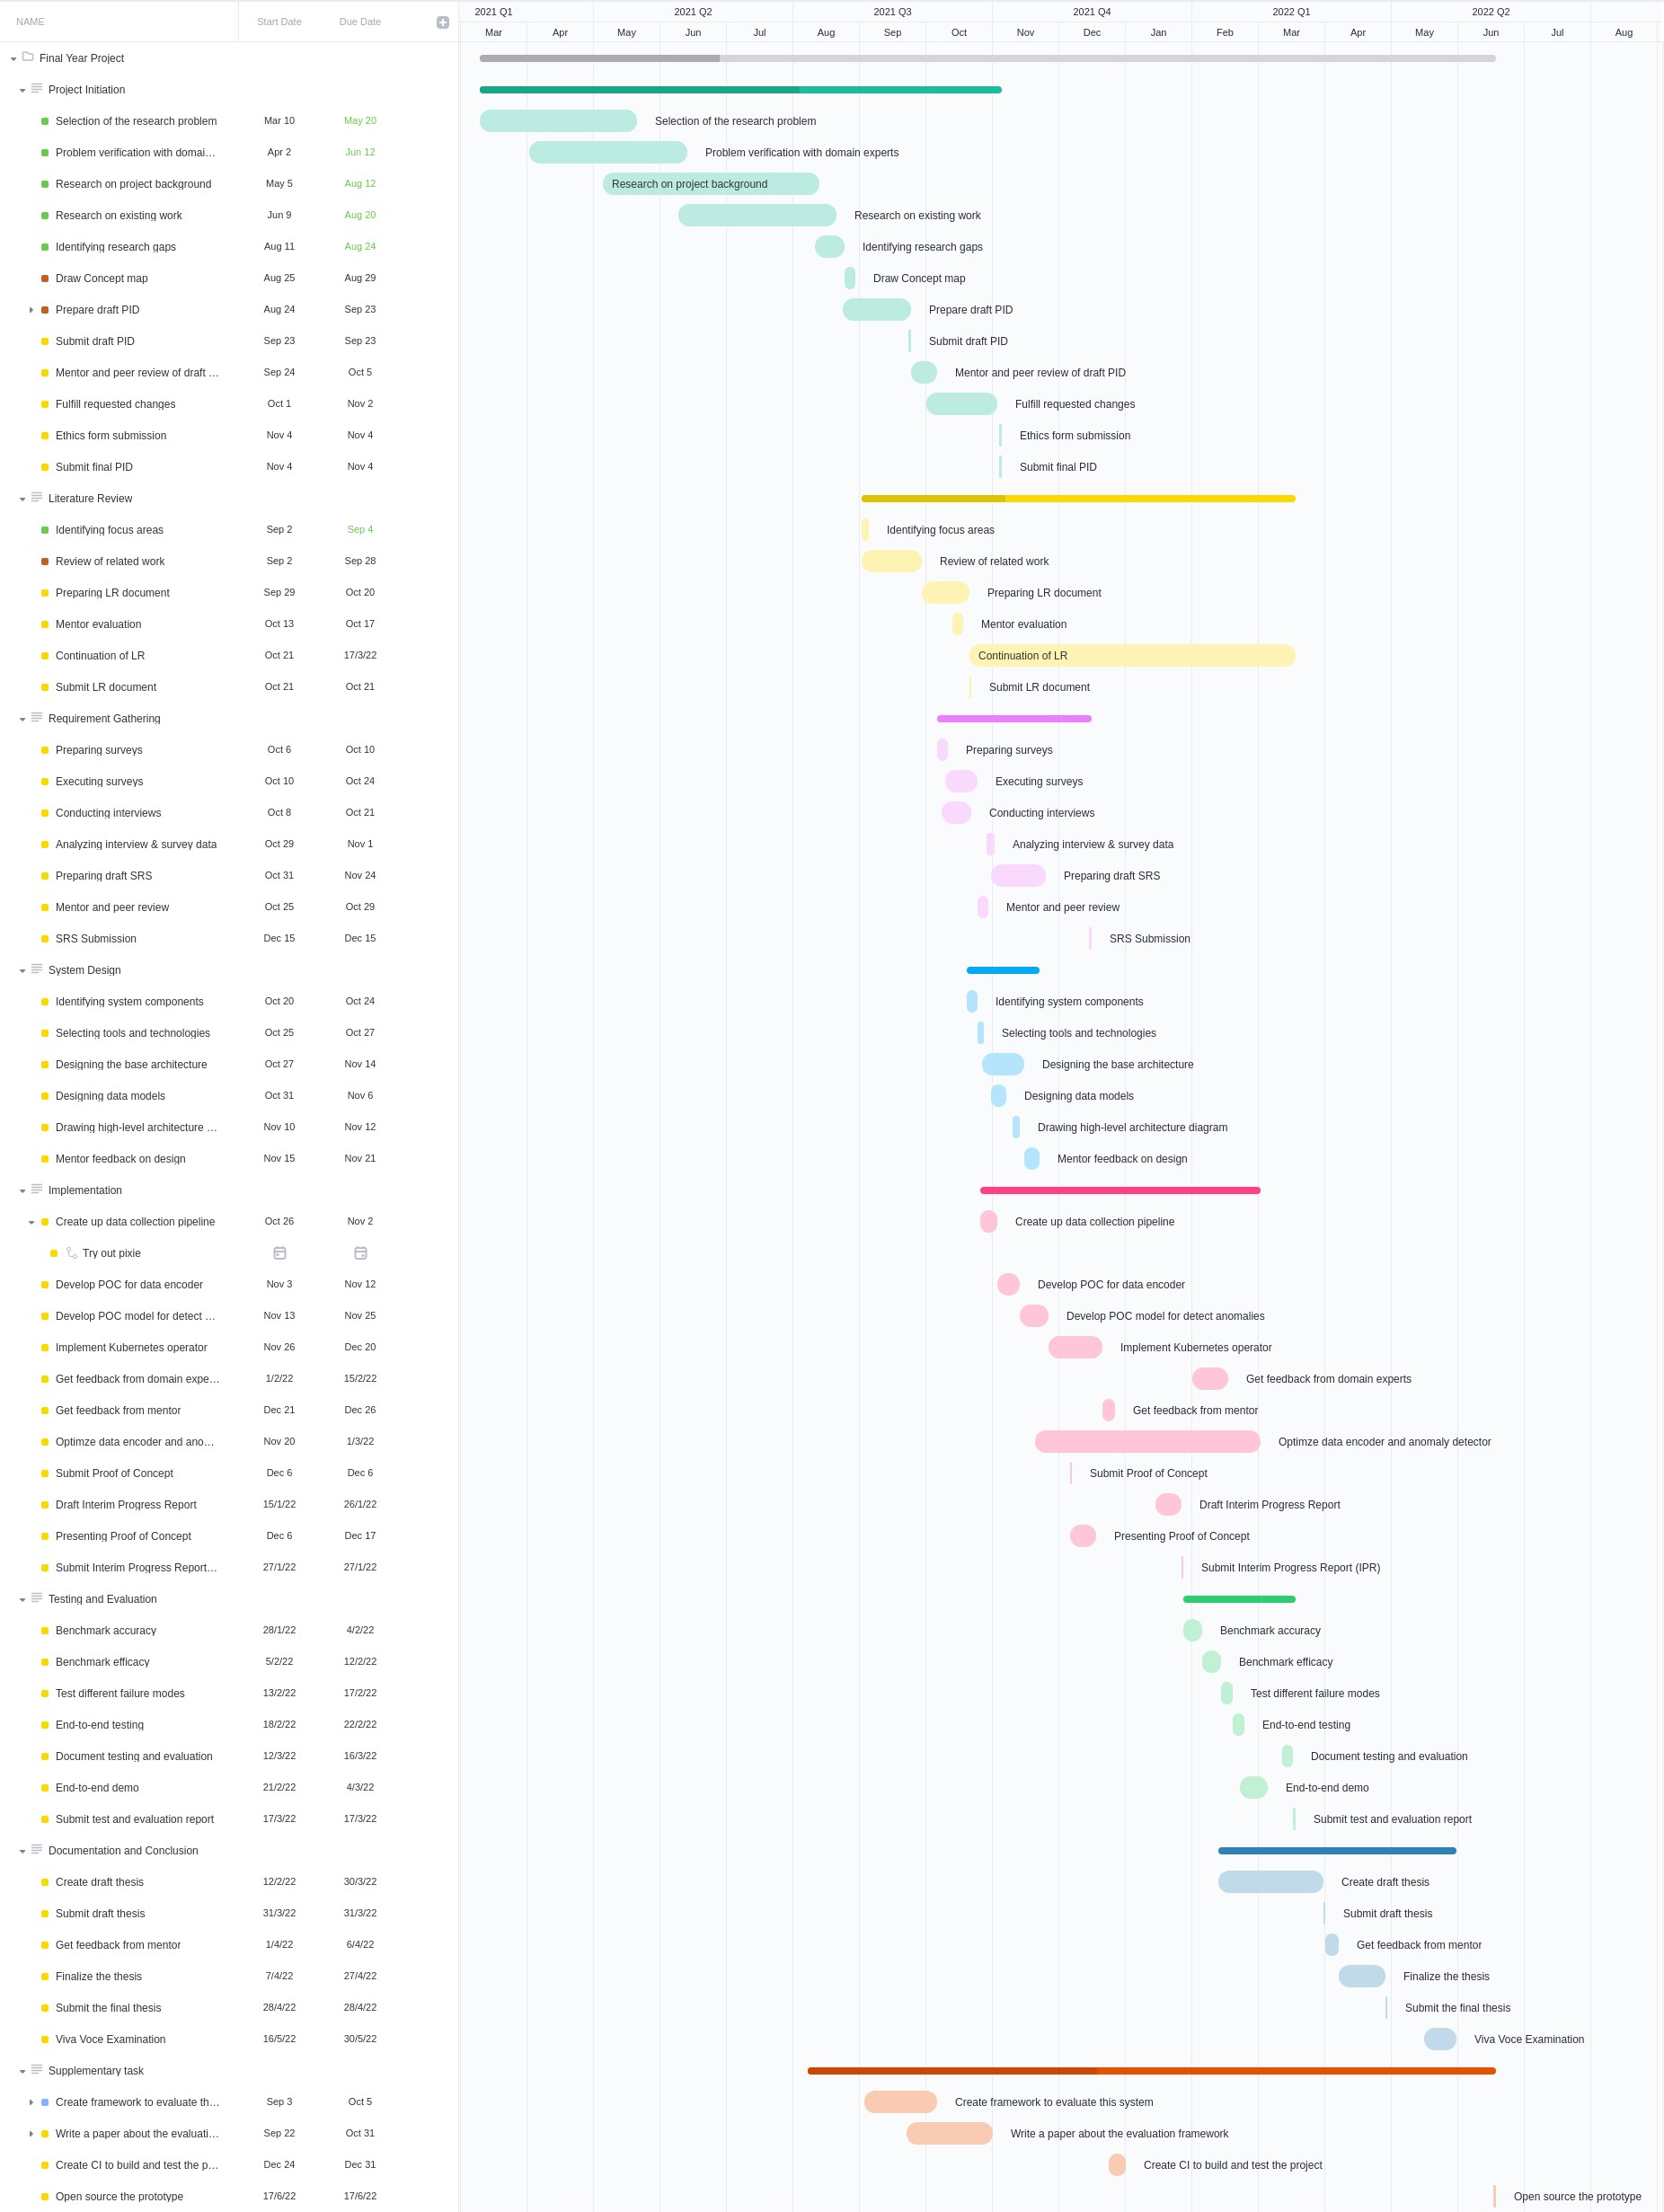 NAME Start Date Due Date 2021 Q1 2021 Q2 2021 Q3 2021 Q4 2022 Q1 2022 Q2
Mar Apr May Jun Jul Aug Sep Oct Nov Dec Jan Feb Mar Apr May Jun Jul Aug
Final Year Project
Project Initiation
Selection of the research problem Mar 10 May 20 Selection of the research problem
Problem verification with domai… Apr 2 Jun 12 Problem verification with domain experts
Research on project background May 5 Aug 12 Research on project background
Research on existing work Jun 9 Aug 20 Research on existing work
Identifying research gaps Aug 11 Aug 24 Identifying research gaps
Draw Concept map Aug 25 Aug 29 Draw Concept map
Prepare draft PID Aug 24 Sep 23 Prepare draft PID
Submit draft PID Sep 23 Sep 23 Submit draft PID
Mentor and peer review of draft … Sep 24 Oct 5 Mentor and peer review of draft PID
Fulfill requested changes Oct 1 Nov 2 Fulfill requested changes
Ethics form submission Nov 4 Nov 4 Ethics form submission
Submit final PID Nov 4 Nov 4 Submit final PID
Literature Review
Identifying focus areas Sep 2 Sep 4 Identifying focus areas
Review of related work Sep 2 Sep 28 Review of related work
Preparing LR document Sep 29 Oct 20 Preparing LR document
Mentor evaluation Oct 13 Oct 17 Mentor evaluation
Continuation of LR Oct 21 17/3/22 Continuation of LR
Submit LR document Oct 21 Oct 21 Submit LR document
Requirement Gathering
Preparing surveys Oct 6 Oct 10 Preparing surveys
Executing surveys Oct 10 Oct 24 Executing surveys
Conducting interviews Oct 8 Oct 21 Conducting interviews
Analyzing interview & survey data Oct 29 Nov 1 Analyzing interview & survey data
Preparing draft SRS Oct 31 Nov 24 Preparing draft SRS
Mentor and peer review Oct 25 Oct 29 Mentor and peer review
SRS Submission Dec 15 Dec 15 SRS Submission
System Design
Identifying system components Oct 20 Oct 24 Identifying system components
Selecting tools and technologies Oct 25 Oct 27 Selecting tools and technologies
Designing the base architecture Oct 27 Nov 14 Designing the base architecture
Designing data models Oct 31 Nov 6 Designing data models
Drawing high-level architecture … Nov 10 Nov 12 Drawing high-level architecture diagram
Mentor feedback on design Nov 15 Nov 21 Mentor feedback on design
Implementation
Create up data collection pipeline Oct 26 Nov 2 Create up data collection pipeline
Try out pixie
Develop POC for data encoder Nov 3 Nov 12 Develop POC for data encoder
Develop POC model for detect … Nov 13 Nov 25 Develop POC model for detect anomalies
Implement Kubernetes operator Nov 26 Dec 20 Implement Kubernetes operator
Get feedback from domain expe… 1/2/22 15/2/22 Get feedback from domain experts
Get feedback from mentor Dec 21 Dec 26 Get feedback from mentor
Optimze data encoder and ano… Nov 20 1/3/22 Optimze data encoder and anomaly detector
Submit Proof of Concept Dec 6 Dec 6 Submit Proof of Concept
Draft Interim Progress Report 15/1/22 26/1/22 Draft Interim Progress Report
Presenting Proof of Concept Dec 6 Dec 17 Presenting Proof of Concept
Submit Interim Progress Report… 27/1/22 27/1/22 Submit Interim Progress Report (IPR)
Testing and Evaluation
Benchmark accuracy 28/1/22 4/2/22 Benchmark accuracy
Benchmark efficacy 5/2/22 12/2/22 Benchmark efficacy
Test different failure modes 13/2/22 17/2/22 Test different failure modes
End-to-end testing 18/2/22 22/2/22 End-to-end testing
Document testing and evaluation 12/3/22 16/3/22 Document testing and evaluation
End-to-end demo 21/2/22 4/3/22 End-to-end demo
Submit test and evaluation report 17/3/22 17/3/22 Submit test and evaluation report
Documentation and Conclusion
Create draft thesis 12/2/22 30/3/22 Create draft thesis
Submit draft thesis 31/3/22 31/3/22 Submit draft thesis
Get feedback from mentor 1/4/22 6/4/22 Get feedback from mentor
Finalize the thesis 7/4/22 27/4/22 Finalize the thesis
Submit the final thesis 28/4/22 28/4/22 Submit the final thesis
Viva Voce Examination 16/5/22 30/5/22 Viva Voce Examination
Supplementary task
Create framework to evaluate th… Sep 3 Oct 5 Create framework to evaluate this system
Write a paper about the evaluati… Sep 22 Oct 31 Write a paper about the evaluation framework
Create CI to build and test the p… Dec 24 Dec 31 Create CI to build and test the project
Open source the prototype 17/6/22 17/6/22 Open source the prototype